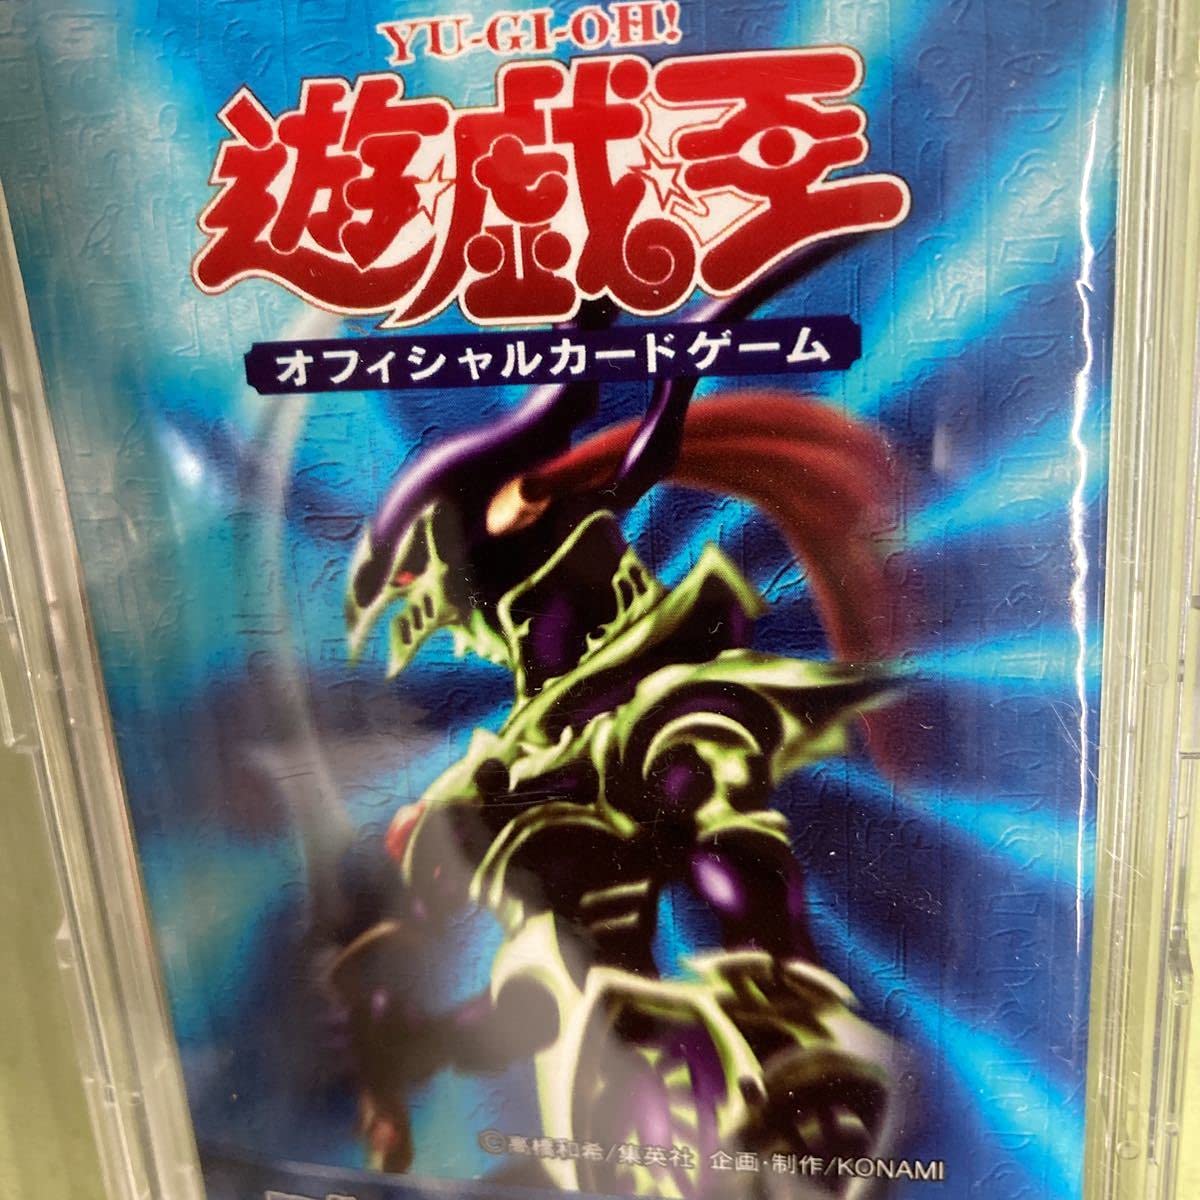 YU-GI-OH!
遊戯王
オフィシャルカードゲーム
©高橋和希/集英社 企画・制作/KONAMI